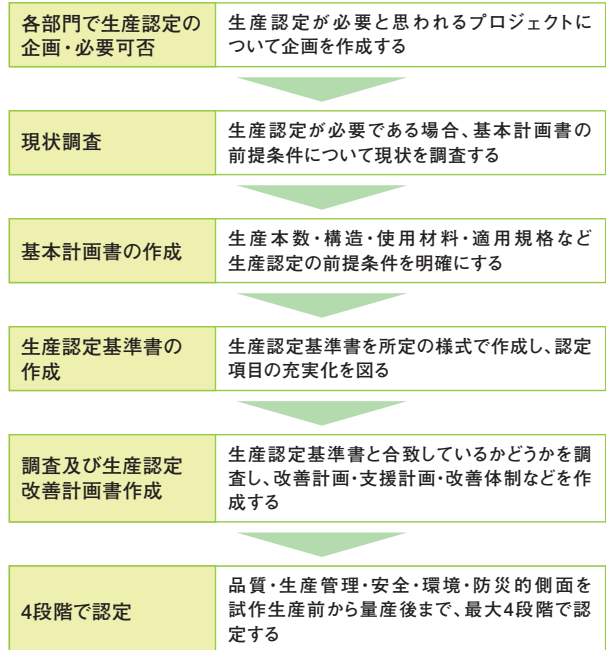 各部門で生産認定の
企画・必要可否
生産認定が必要と思われるプロジェクトに
ついて企画を作成する
現状調査
生産認定が必要である場合、基本計画書の
前提条件について現状を調査する
基本計画書の作成
生産本数・構造・使用材料・適用規格など
生産認定の前提条件を明確にする
生産認定基準書の
作成
生産認定基準書を所定の様式で作成し、認定
項目の充実化を図る
調査及び生産認定
改善計画書作成
生産認定基準書と合致しているかどうかを調
査し、改善計画・支援計画・改善体制などを作
成する
4段階で認定
品質・生産管理・安全・環境・防災的側面を
試作生産前から量産後まで、最大4段階で認
定する